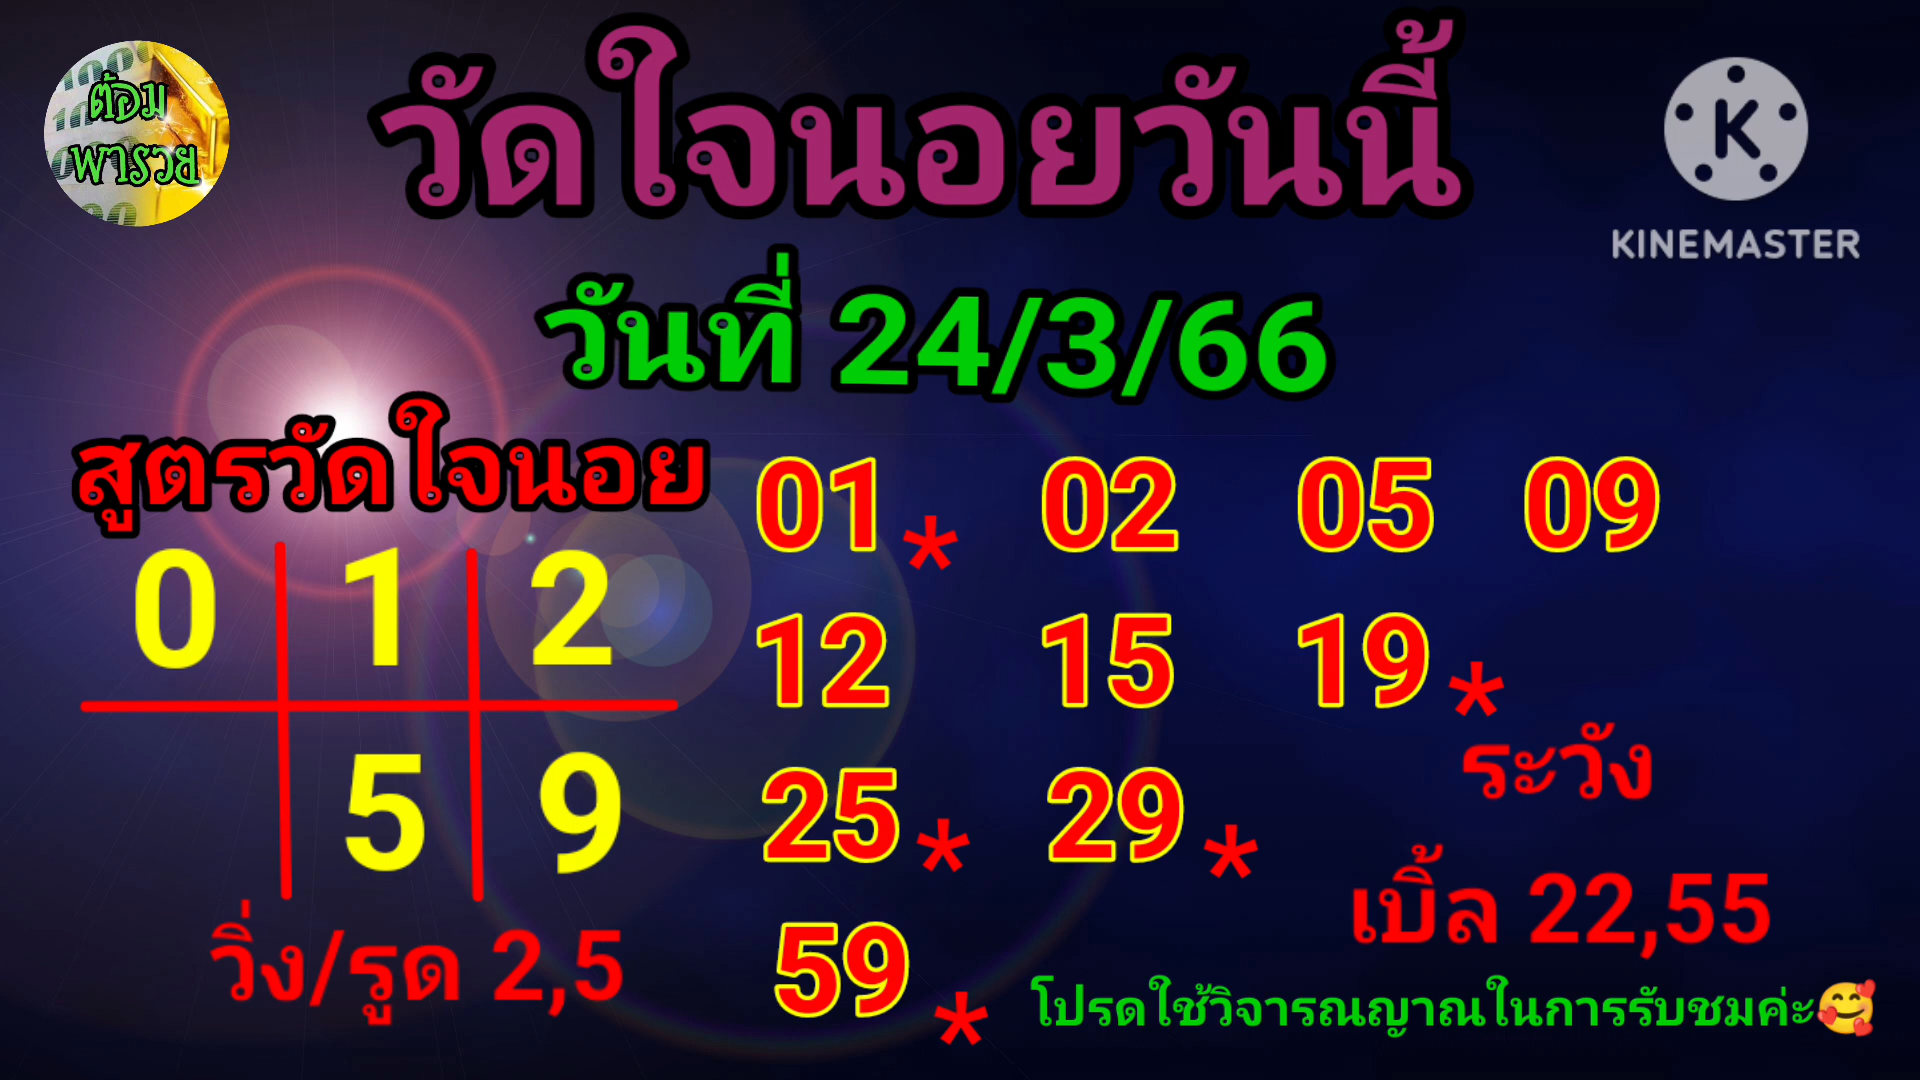 ต้อม
พารวย
วัดใจนอยวันนี้
KINEMASTER
วันที่ 24/3/66
สูตรวัดใจนอย
0 1 2
5 9
วิ่ง/รูด 2,5
01* 02 05 09
12 15 19*
25* 29*
59*
ระวัง
เบิ้ล 22,55
โปรดใช้วิจารณญาณในการรับชมค่ะ🥰